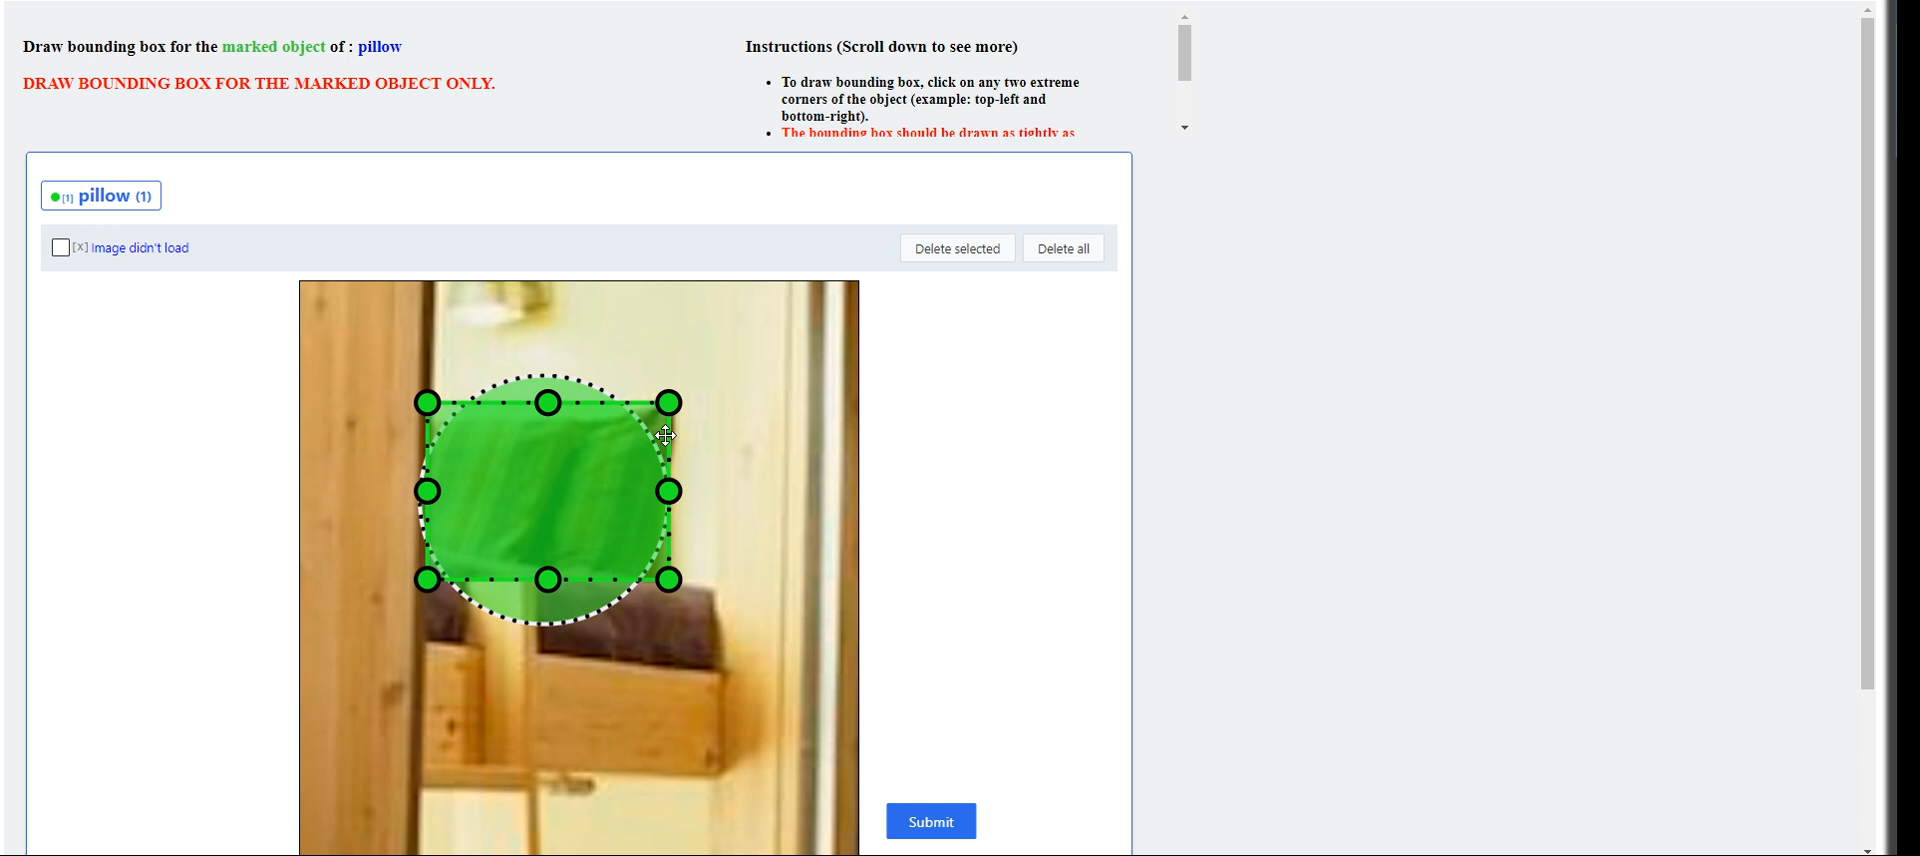 Draw bounding box for the marked object of : pillow
DRAW BOUNDING BOX FOR THE MARKED OBJECT ONLY.
Instructions (Scroll down to see more)
• To draw bounding box, click on any two extreme
corners of the object (example: top-left and
bottom-right).
• The bounding box should be drawn as tightly as
[1] pillow (1)
[X] Image didn't load
Delete selected
Delete all
Submit